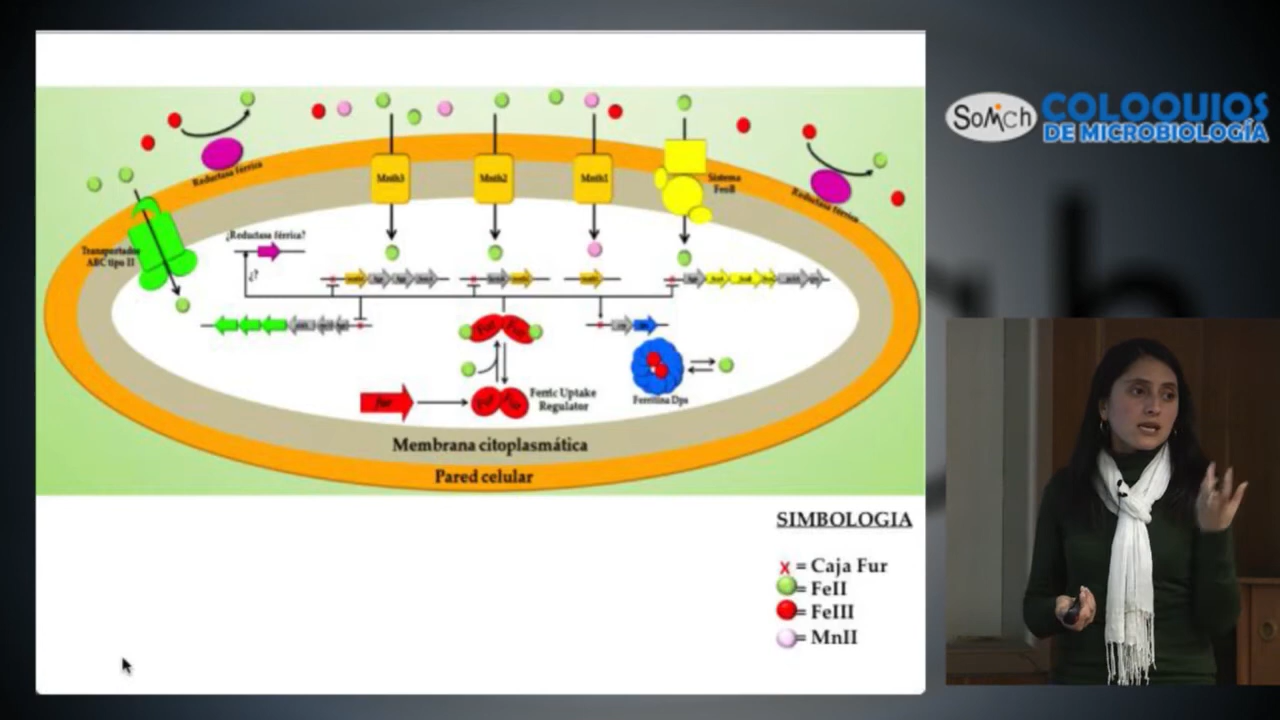 SoMich
COLOQUIOS
DE MICROBIOLOGÍA
Reductasa férrica
Mnth3
Mnth2
Mnth1
Sistema
FeoB
Reductasa férrica
Transportador
ABC tipo II
¿Reductasa férrica?
¿?
fur
Ferric Uptake
Regulator
Ferritina Dps
Membrana citoplasmática
Pared celular
SIMBOLOGIA
x = Caja Fur
= FeII
= FeIII
= MnII